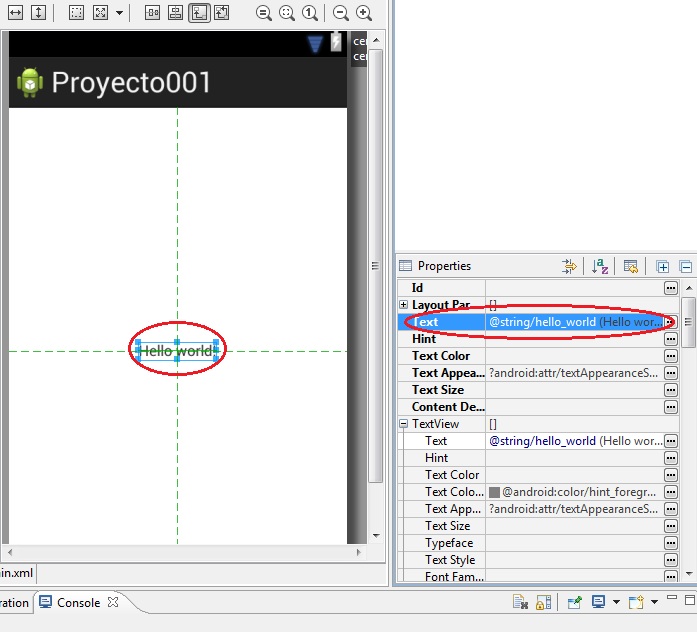 cer
cer
Proyecto001
Hello world
Properties
Id
Layout Par []
Text @string/hello_world (Hello wor...
Hint
Text Color
Text Appea... ?android:attr/textAppearanceS...
Text Size
Content De...
TextView []
Text @string/hello_world (Hello wor...
Hint
Text Color
Text Colo... @android:color/hint_foregr...
Text App... ?android:attr/textAppearanceS...
Text Size
Typeface
Text Style
Font Fam...
in.xml
ration
Console